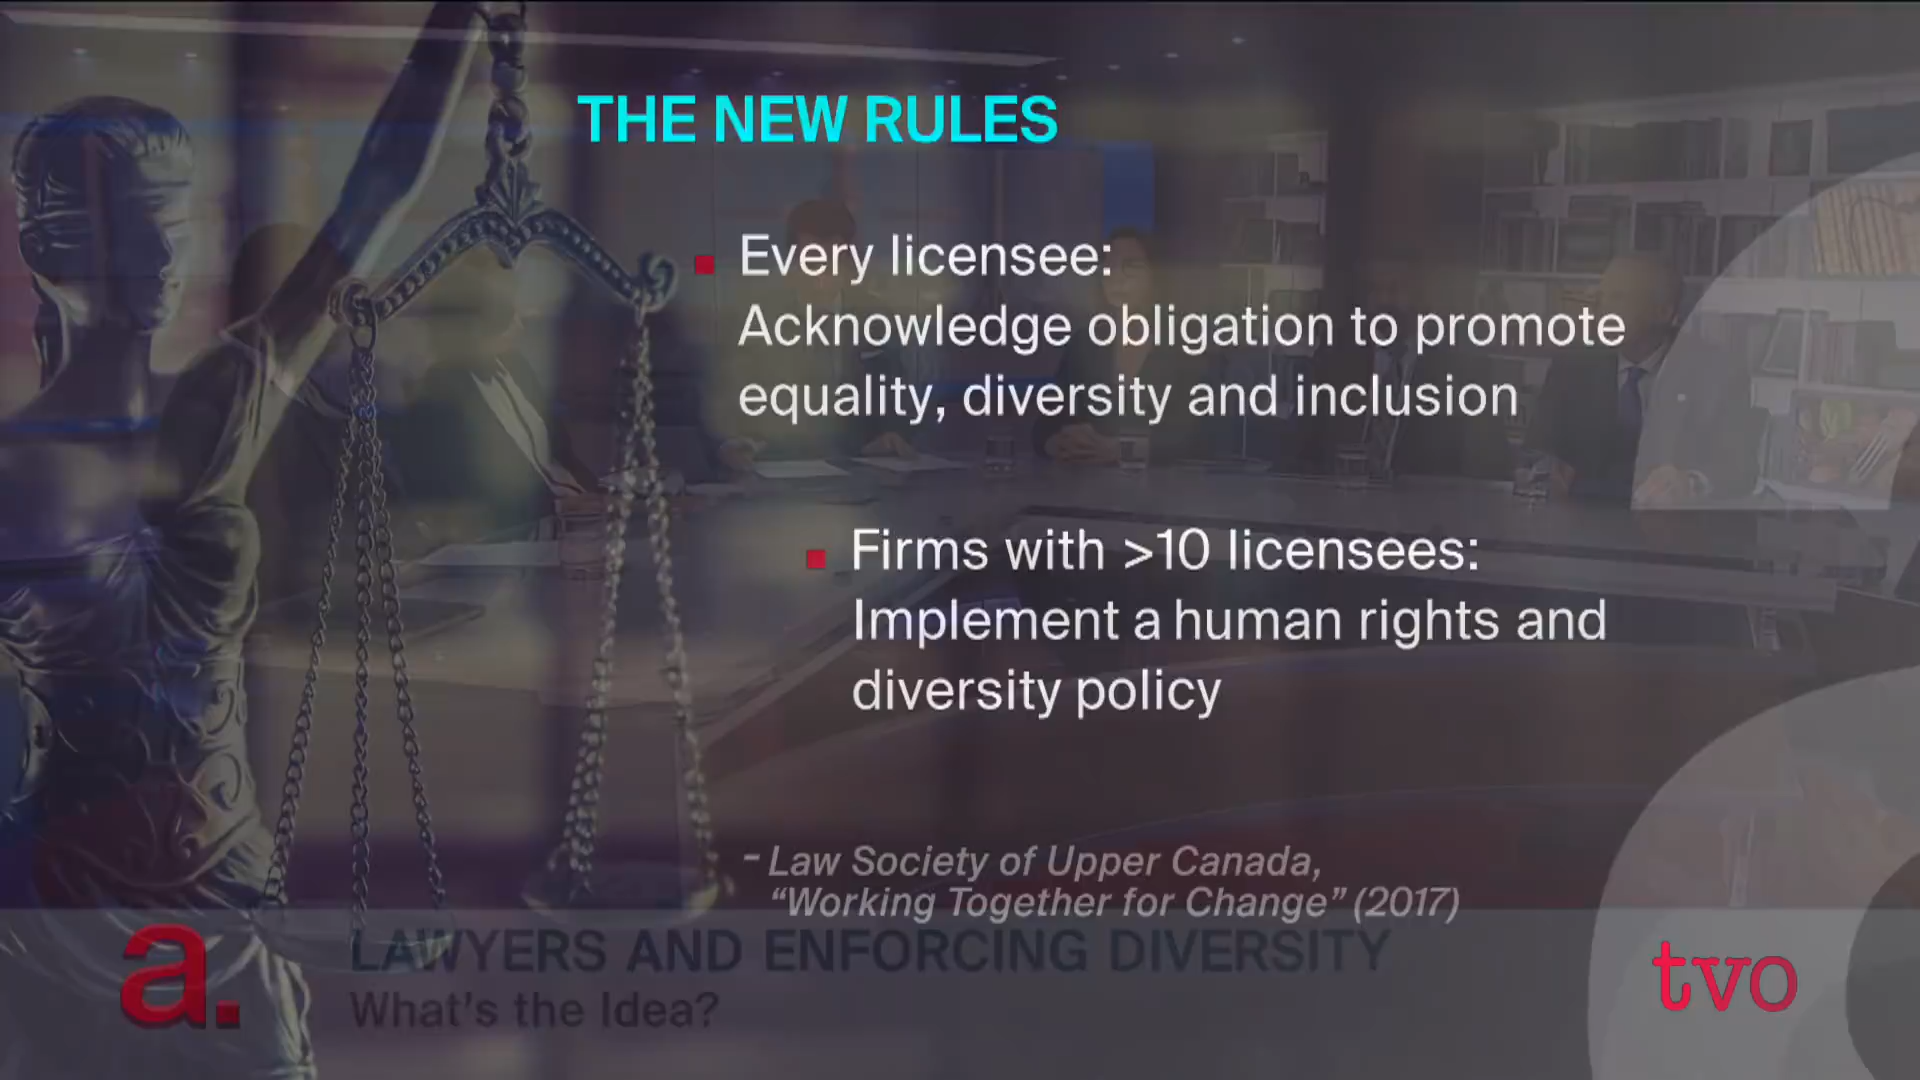 THE NEW RULES
Every licensee:
Acknowledge obligation to promote
equality, diversity and inclusion
Firms with >10 licensees:
Implement a human rights and
diversity policy
- Law Society of Upper Canada,
“Working Together for Change” (2017)
a.
LAWYERS AND ENFORCING DIVERSITY
What's the Idea?
tvo